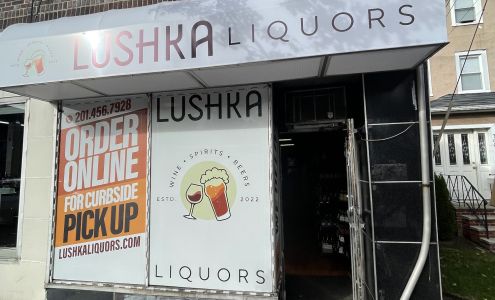 LUSHKA LIQUORS
201.456.7928
ORDER
ONLINE
FOR CURBSIDE
PICK UP
LUSHKALIQUORS.COM
LUSHKA
WINE • SPIRITS • BEERS
ESTD. 2022
LIQUORS